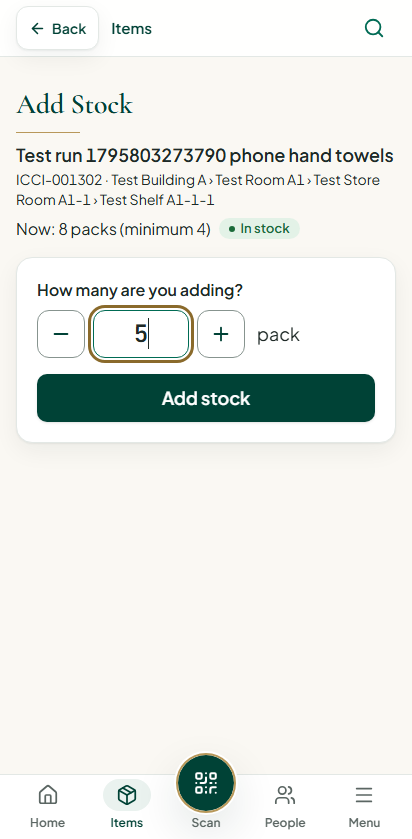 Back
Items
Add Stock
Test run 1795803273790 phone hand towels
ICCI-001302 · Test Building A › Test Room A1 › Test Store
Room A1-1 › Test Shelf A1-1-1
Now: 8 packs (minimum 4)
In stock
How many are you adding?
5
pack
Add stock
Home
Items
Scan
People
Menu